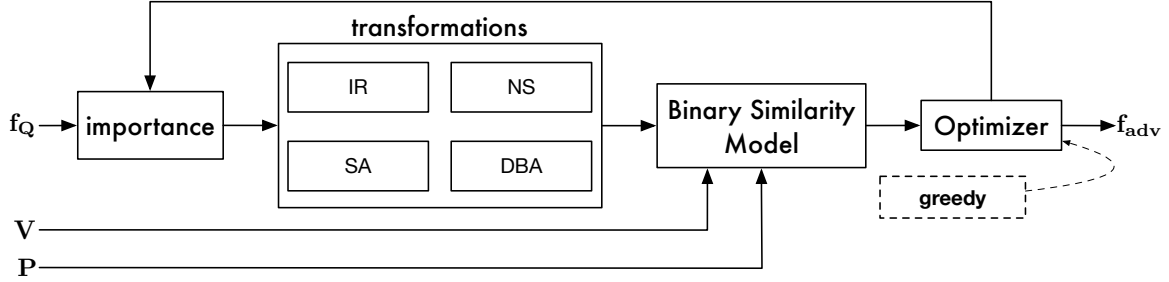 transformations
IR
NS
f_Q
importance
Binary Similarity
Model
Optimizer
f_adv
SA
DBA
greedy
V
P